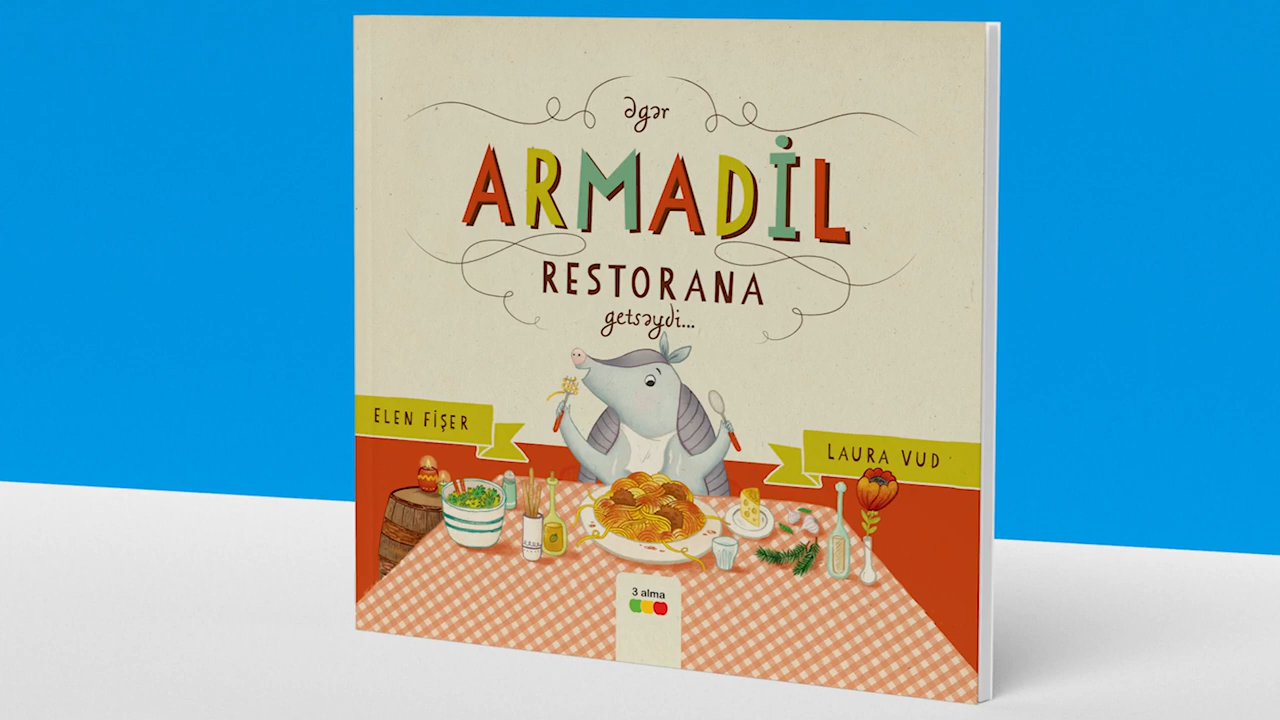 əgər
ARMADİL
RESTORANA
getsəydi...
ELEN FİŞER
LAURA VUD
3 alma